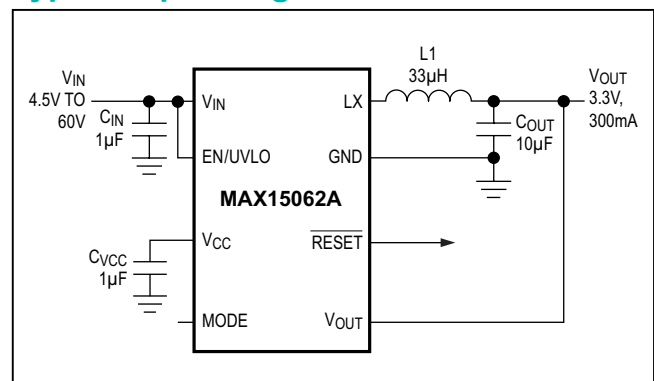 L1
33µH
VIN
4.5V TO
60V
CIN
1µF
VIN
LX
VOUT
3.3V,
300mA
COUT
10µF
EN/UVLO
GND
MAX15062A
VCC
RESET
CVCC
1µF
MODE
VOUT